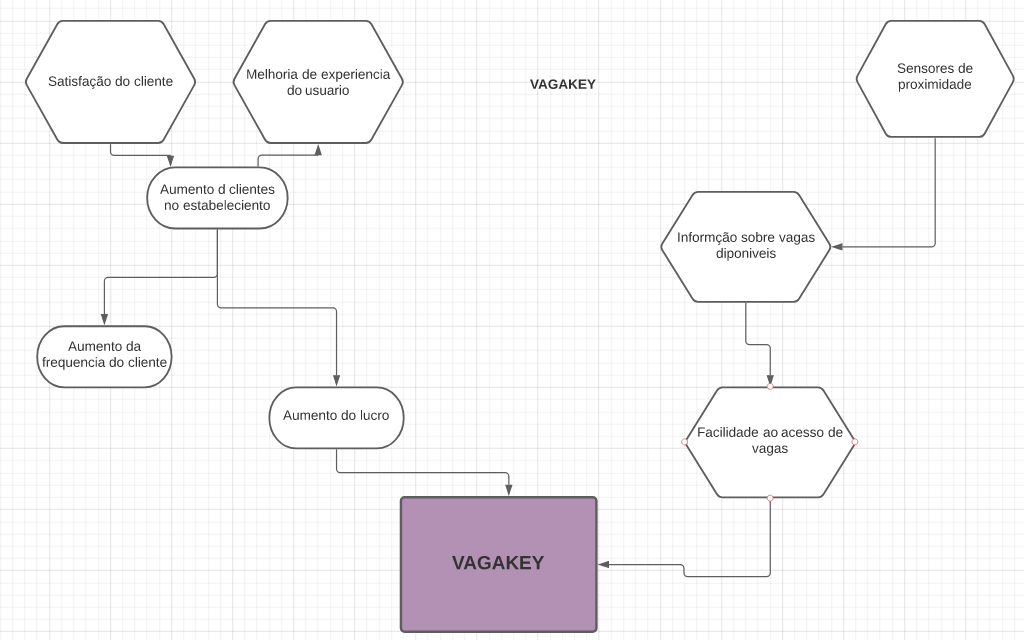 Satisfação do cliente
Melhoria de experiencia
do usuario
VAGAKEY
Sensores de
proximidade
Aumento d clientes
no estabeleciento
Informção sobre vagas
diponiveis
Aumento da
frequencia do cliente
Aumento do lucro
Facilidade ao acesso de
vagas
VAGAKEY